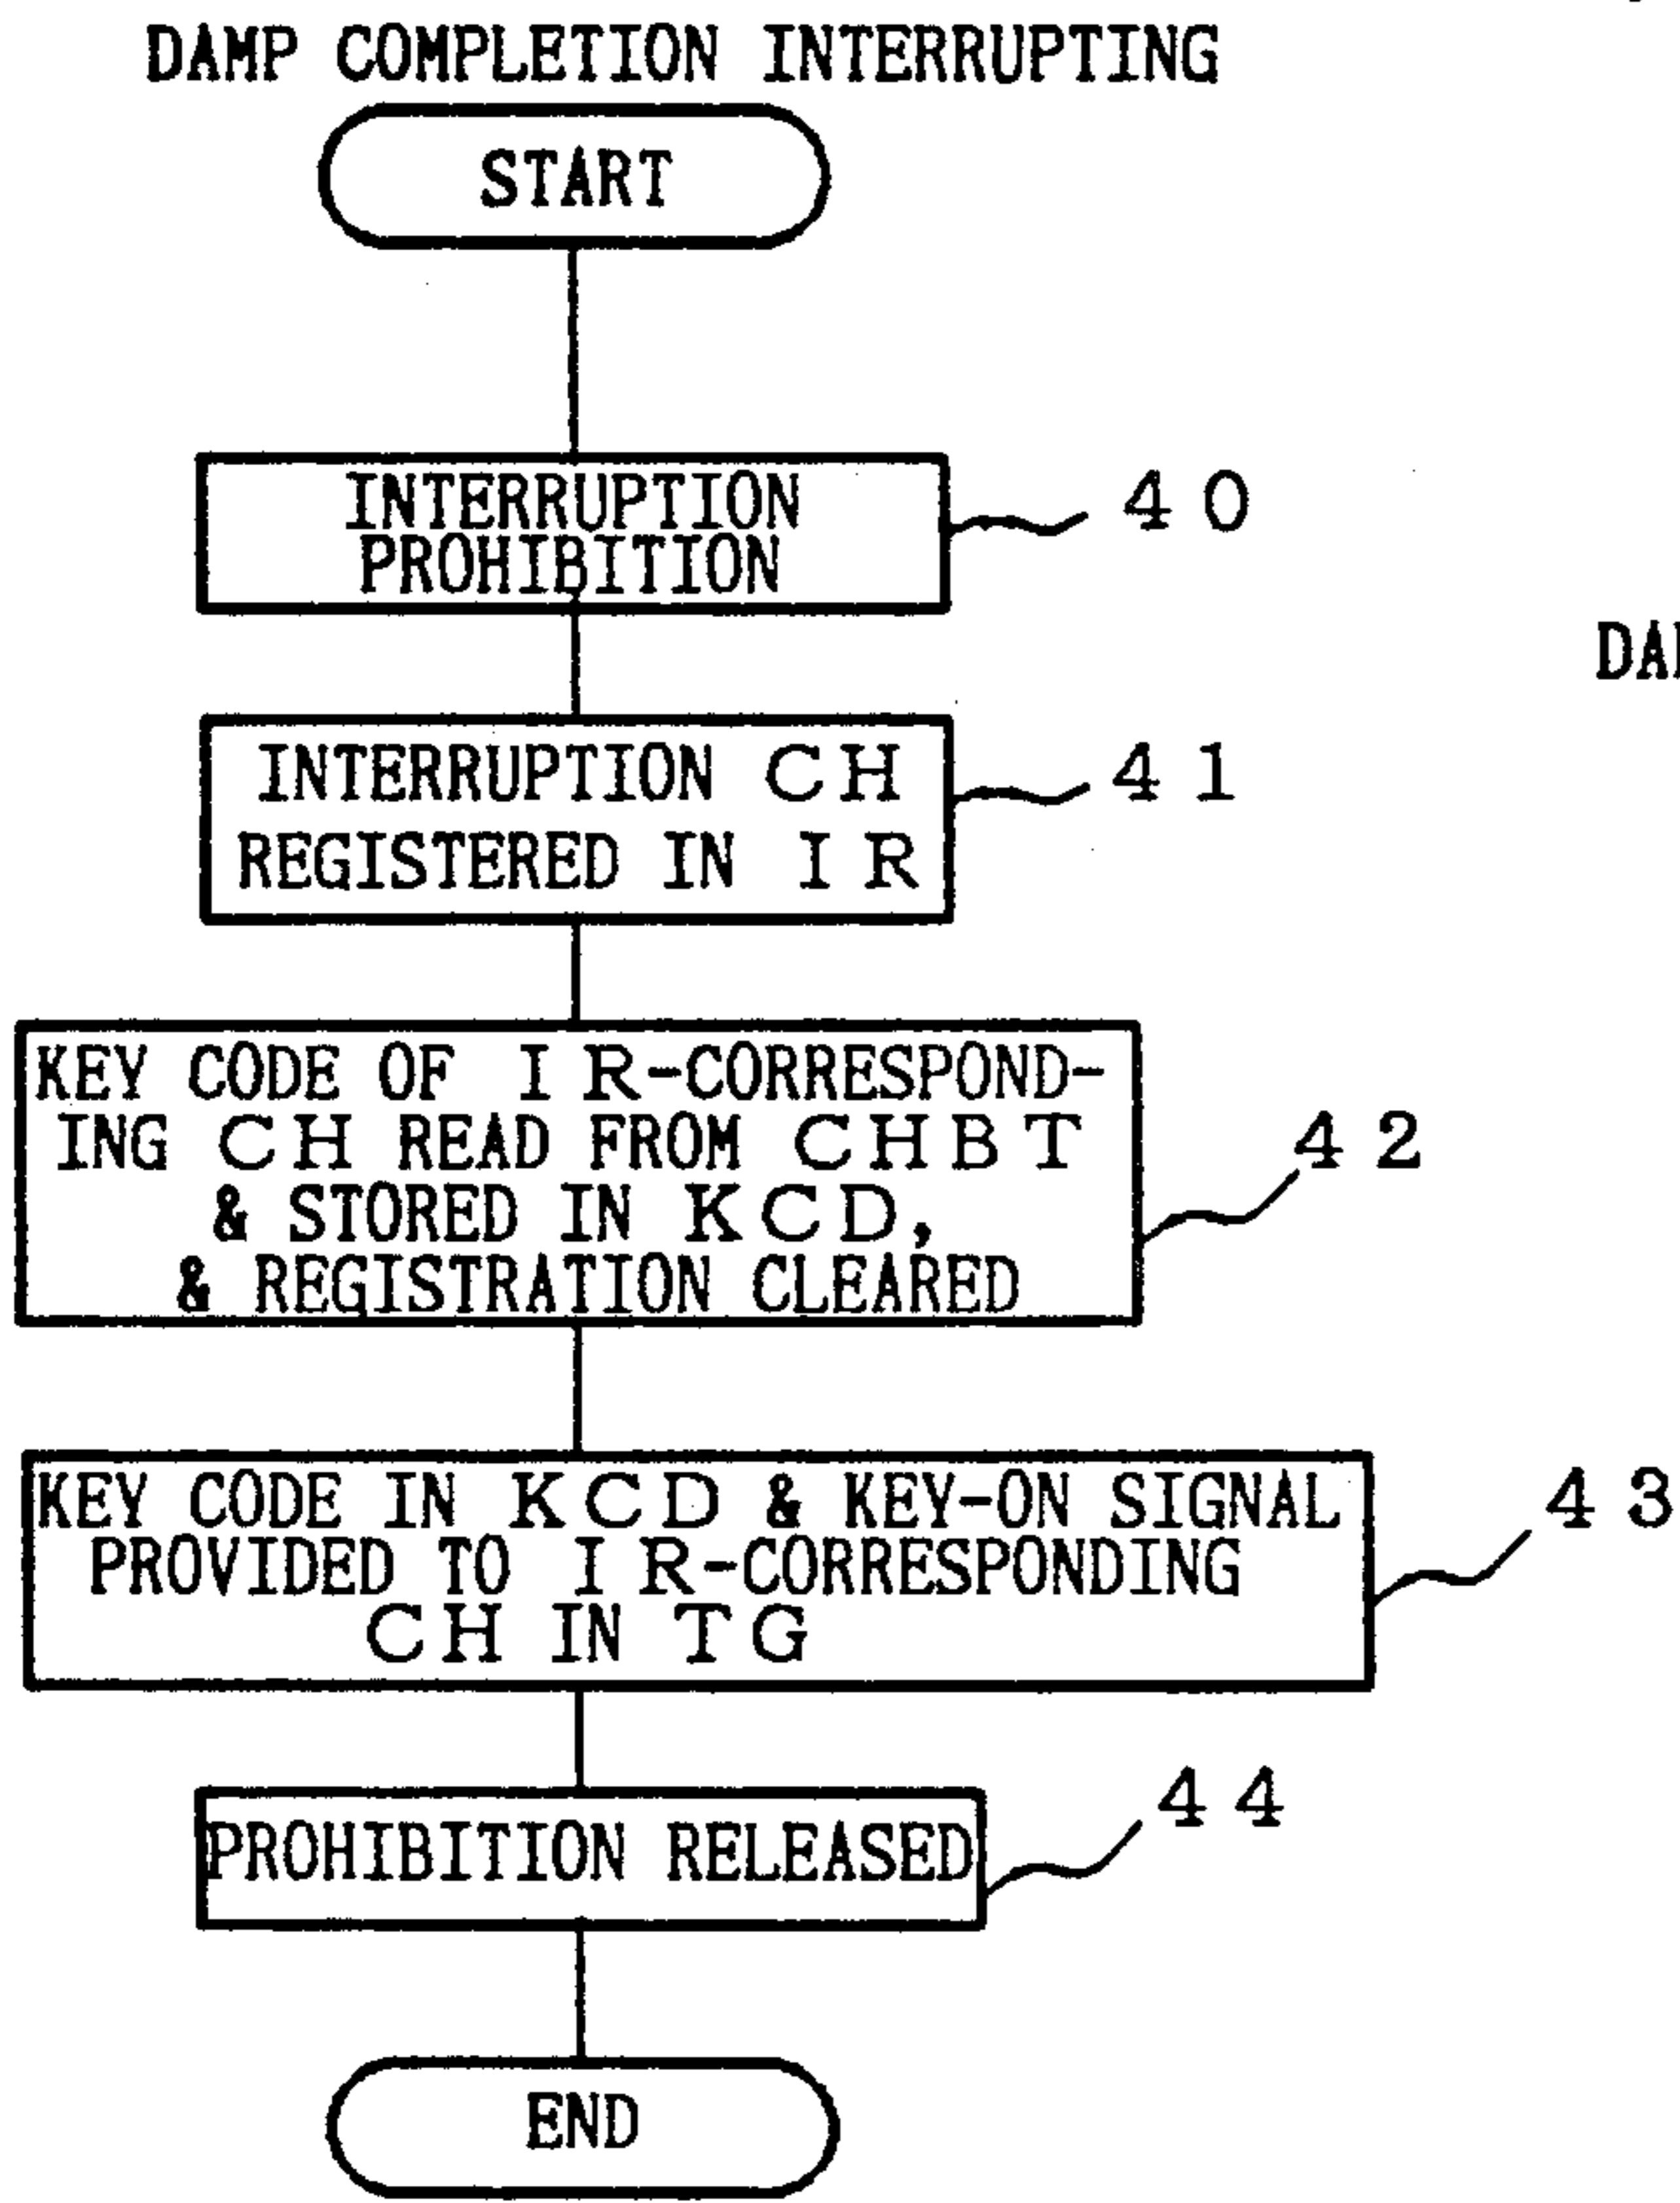 DAMP COMPLETION INTERRUPTING
START
INTERRUPTION
PROHIBITION
40
INTERRUPTION CH
REGISTERED IN IR
41
KEY CODE OF IR-CORRESPOND-
ING CH READ FROM CHBT
& STORED IN KCD,
& REGISTRATION CLEARED
42
KEY CODE IN KCD & KEY-ON SIGNAL
PROVIDED TO IR-CORRESPONDING
CH IN TG
43
PROHIBITION RELEASED
44
END